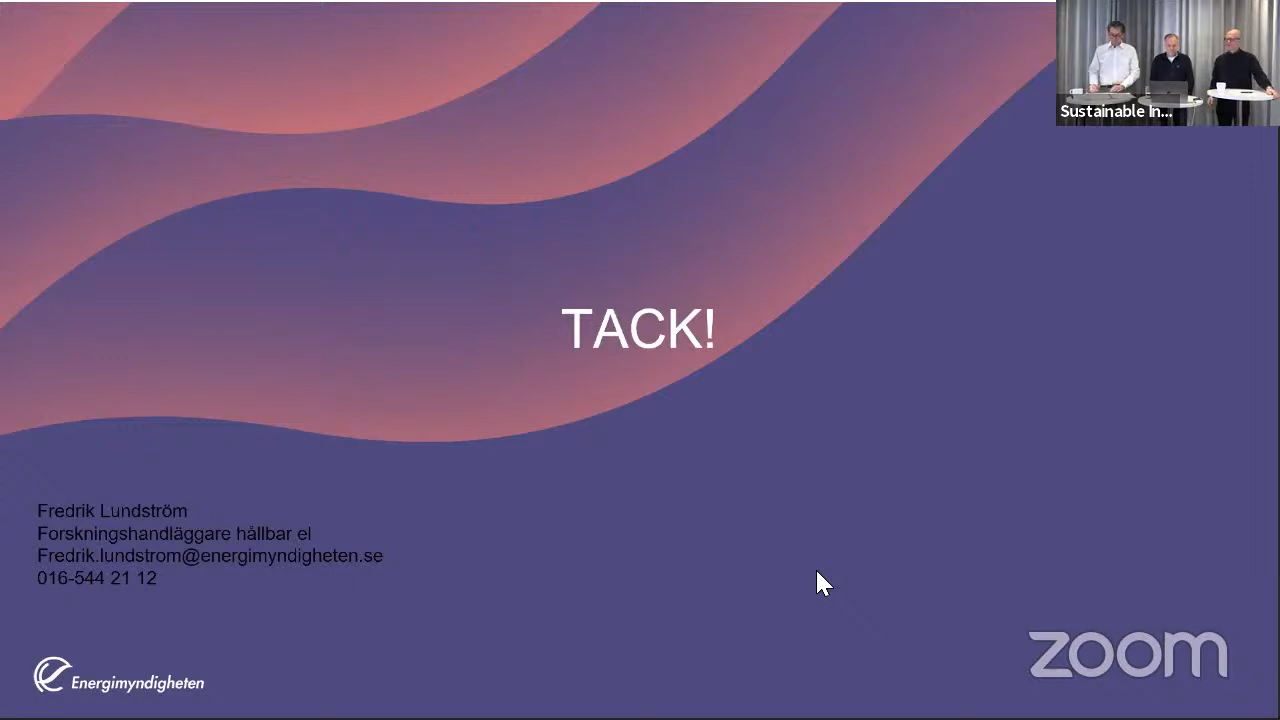 Sustainable In...
TACK!
Fredrik Lundström
Forskningshandläggare hållbar el
Fredrik.lundstrom@energimyndigheten.se
016-544 21 12
Energimyndigheten
zoom